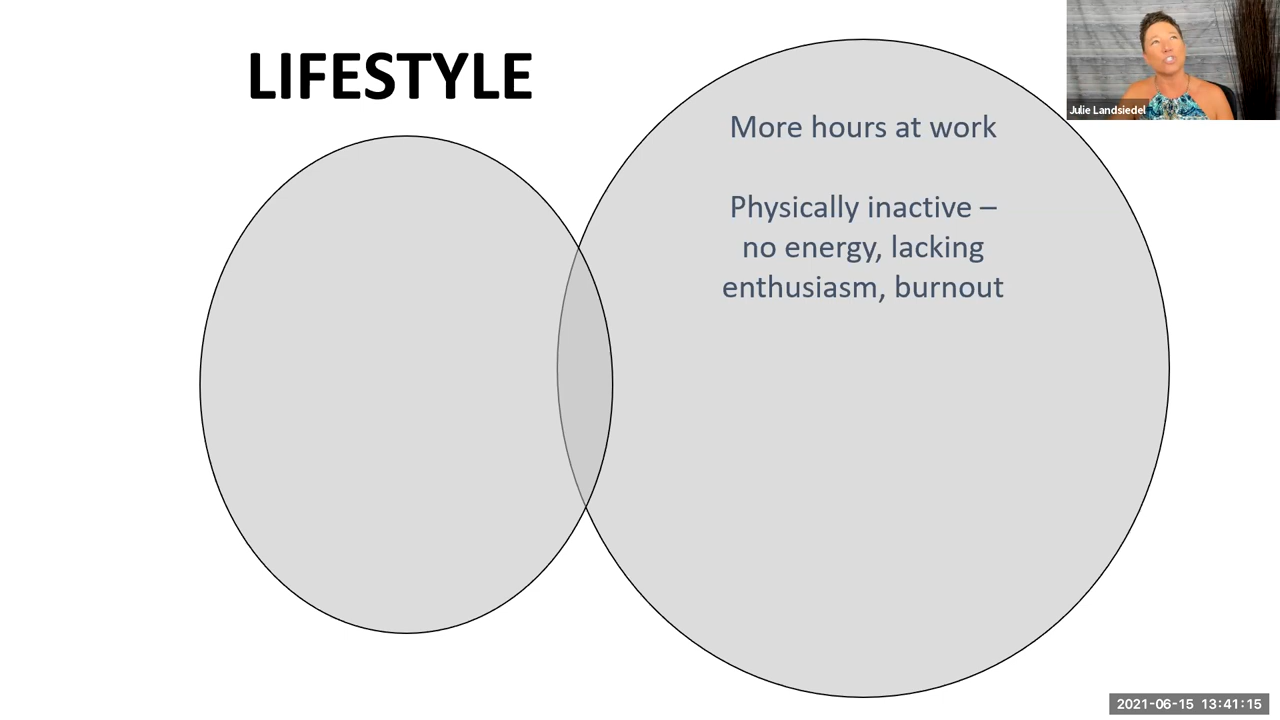 LIFESTYLE
More hours at work
Physically inactive –
no energy, lacking
enthusiasm, burnout
Julie Landsiedel
2021-06-15 13:41:15